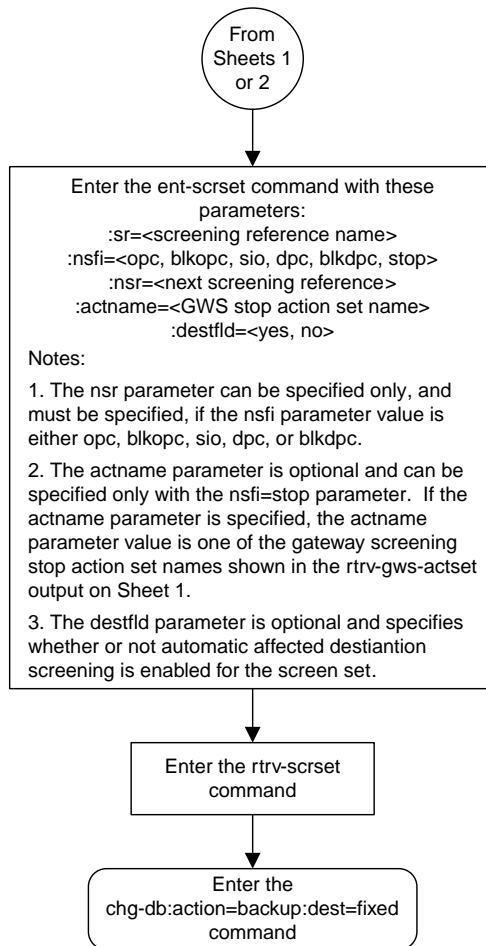 From
Sheets 1
or 2
Enter the ent-scrset command with these
parameters:
:sr=<screening reference name>
:nsfi=<opc, blkopc, sio, dpc, blkdpc, stop>
:nsr=<next screening reference>
:actname=<GWS stop action set name>
:destfld=<yes, no>
Notes:
1. The nsr parameter can be specified only, and
must be specified, if the nsfi parameter value is
either opc, blkopc, sio, dpc, or blkdpc.
2. The actname parameter is optional and can be
specified only with the nsfi=stop parameter. If the
actname parameter is specified, the actname
parameter value is one of the gateway screening
stop action set names shown in the rtrv-gws-actset
output on Sheet 1.
3. The destfld parameter is optional and specifies
whether or not automatic affected destiantion
screening is enabled for the screen set.
Enter the rtrv-scrset
command
Enter the
chg-db:action=backup:dest=fixed
command